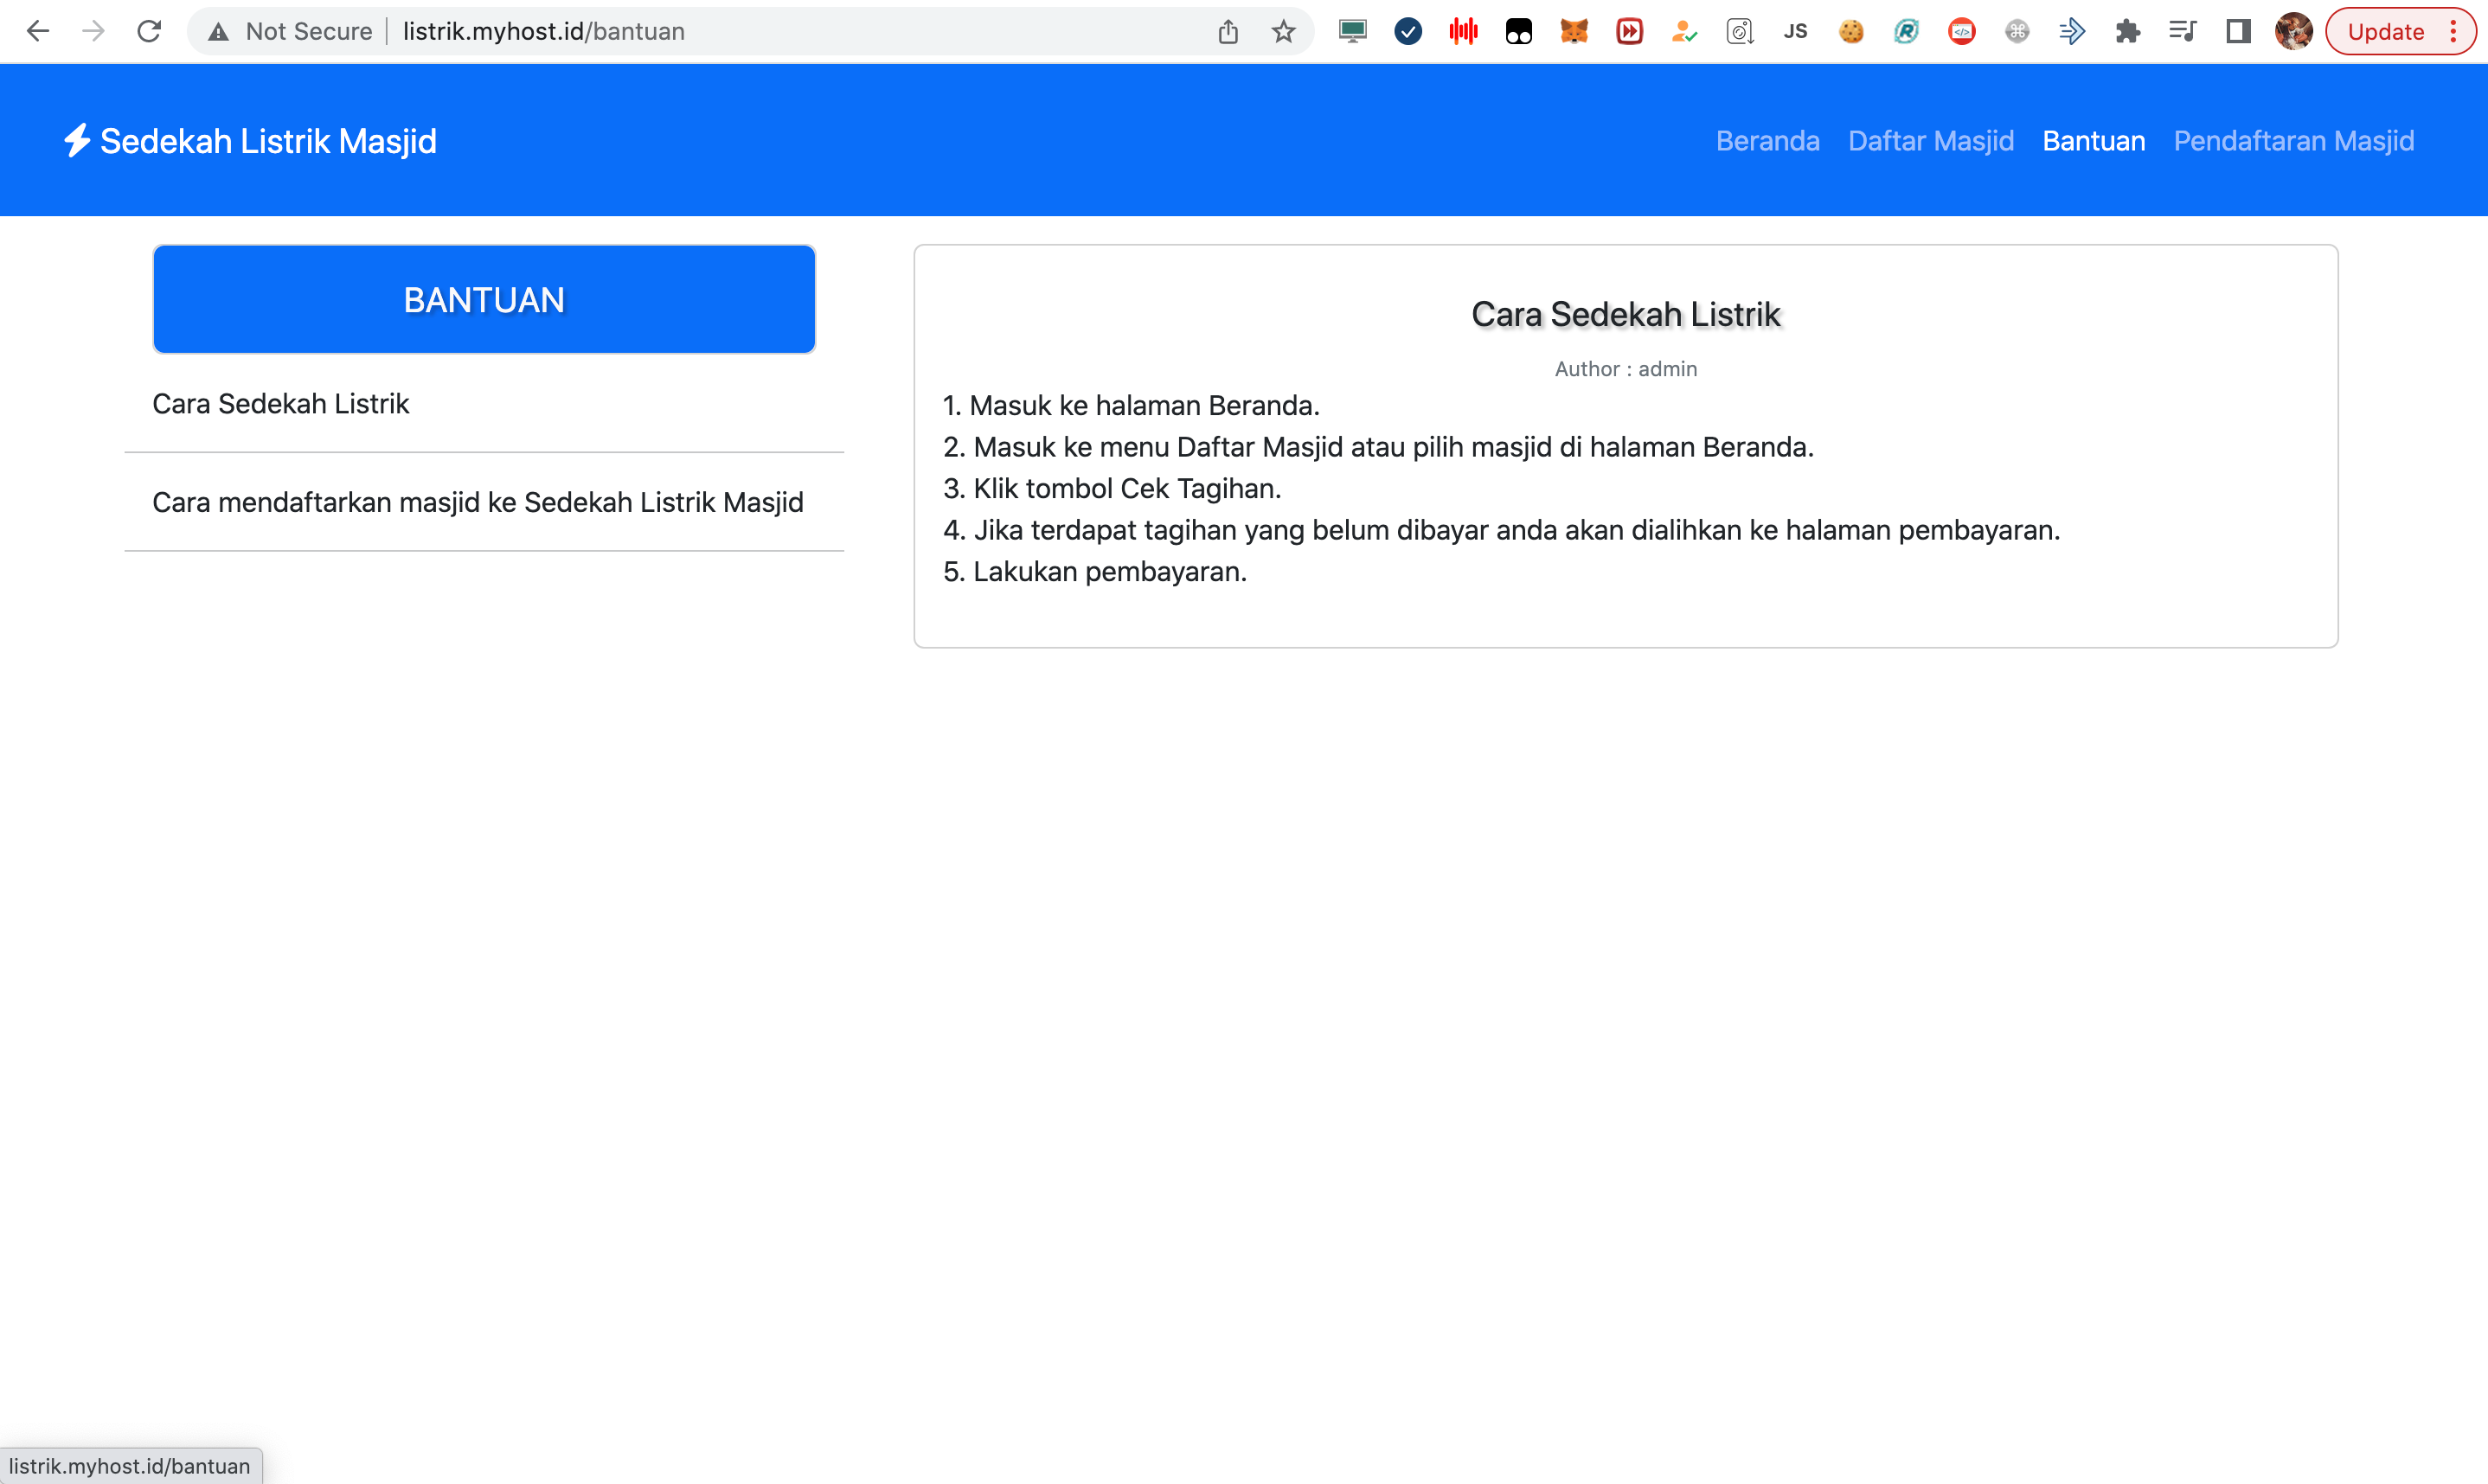 Not Secure
listrik.myhost.id/bantuan
JS
Update
Sedekah Listrik Masjid
Beranda
Daftar Masjid
Bantuan
Pendaftaran Masjid
BANTUAN
Cara Sedekah Listrik
Cara mendaftarkan masjid ke Sedekah Listrik Masjid
Cara Sedekah Listrik
Author : admin
1. Masuk ke halaman Beranda.
2. Masuk ke menu Daftar Masjid atau pilih masjid di halaman Beranda.
3. Klik tombol Cek Tagihan.
4. Jika terdapat tagihan yang belum dibayar anda akan dialihkan ke halaman pembayaran.
5. Lakukan pembayaran.
listrik.myhost.id/bantuan